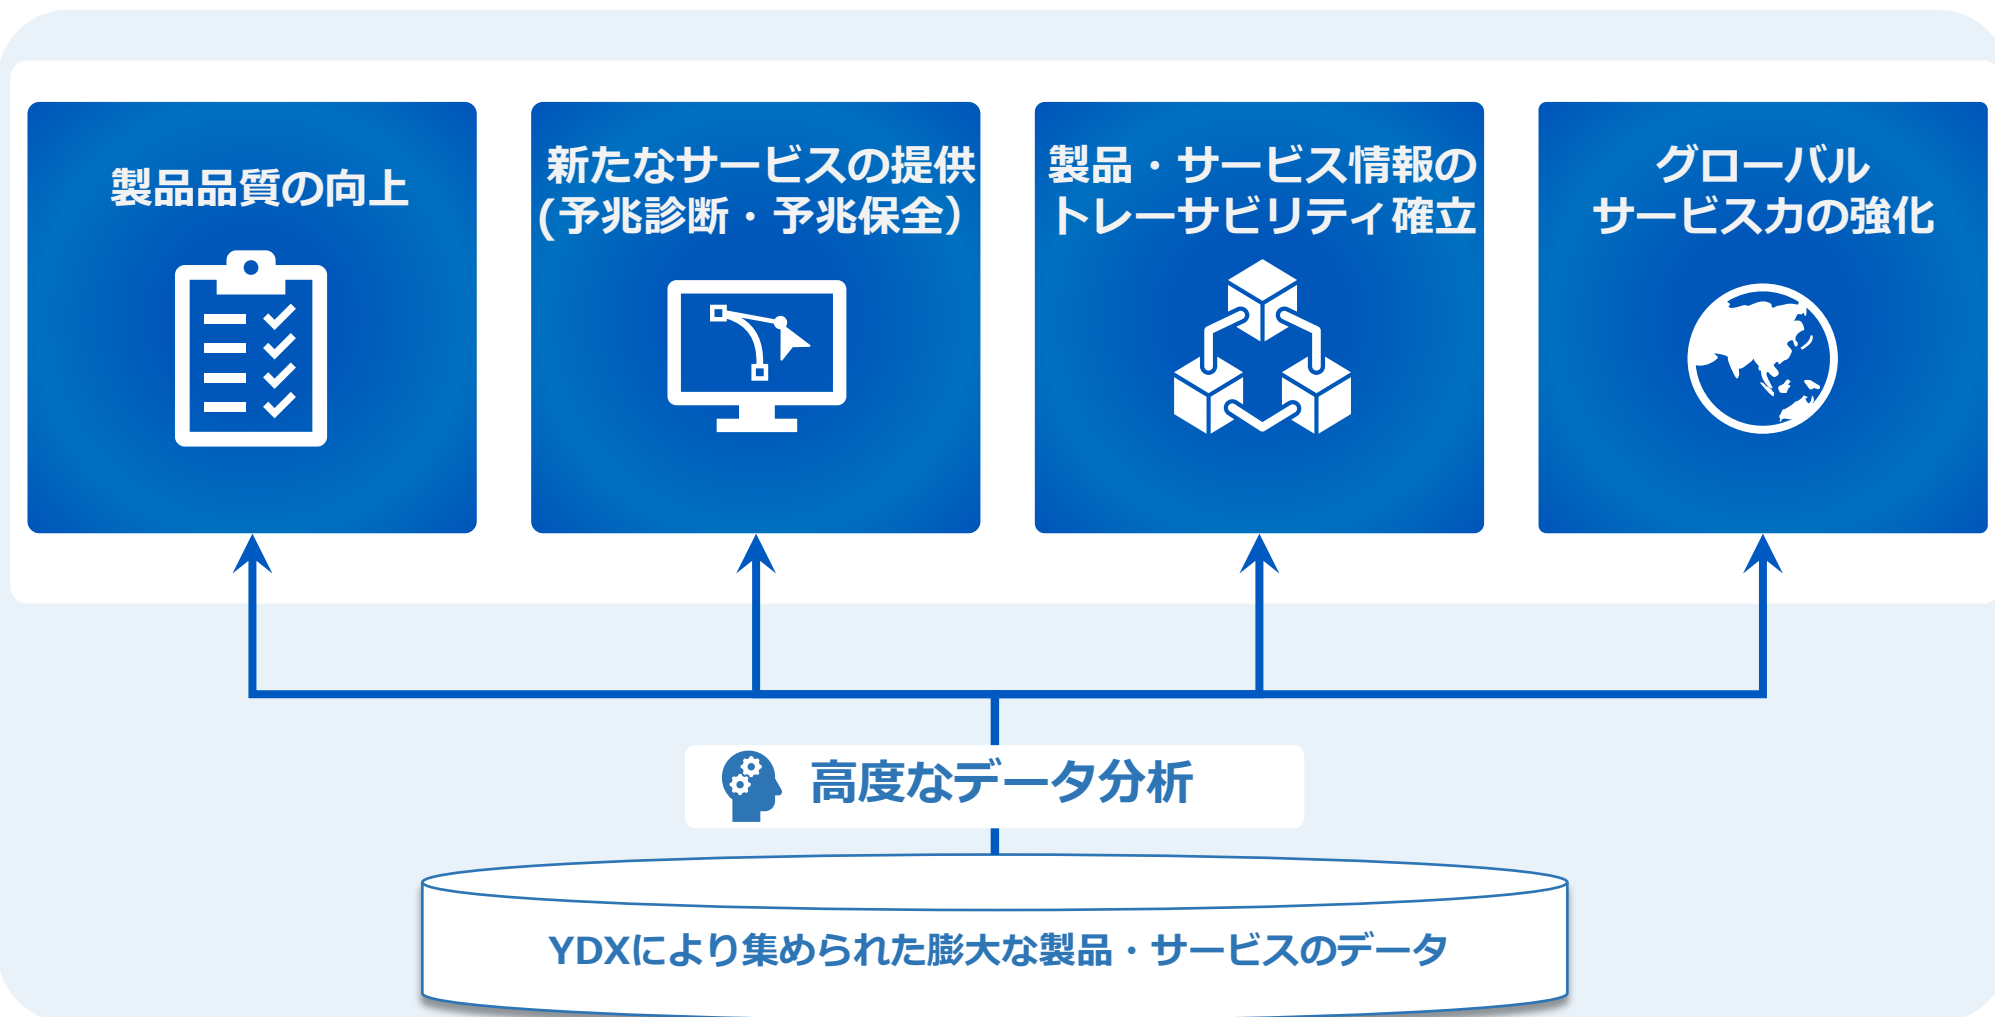 製品品質の向上
新たなサービスの提供
(予兆診断・予兆保全）
製品・サービス情報の
トレーサビリティ確立
グローバル
サービス力の強化
高度なデータ分析
YDXにより集められた膨大な製品・サービスのデータ